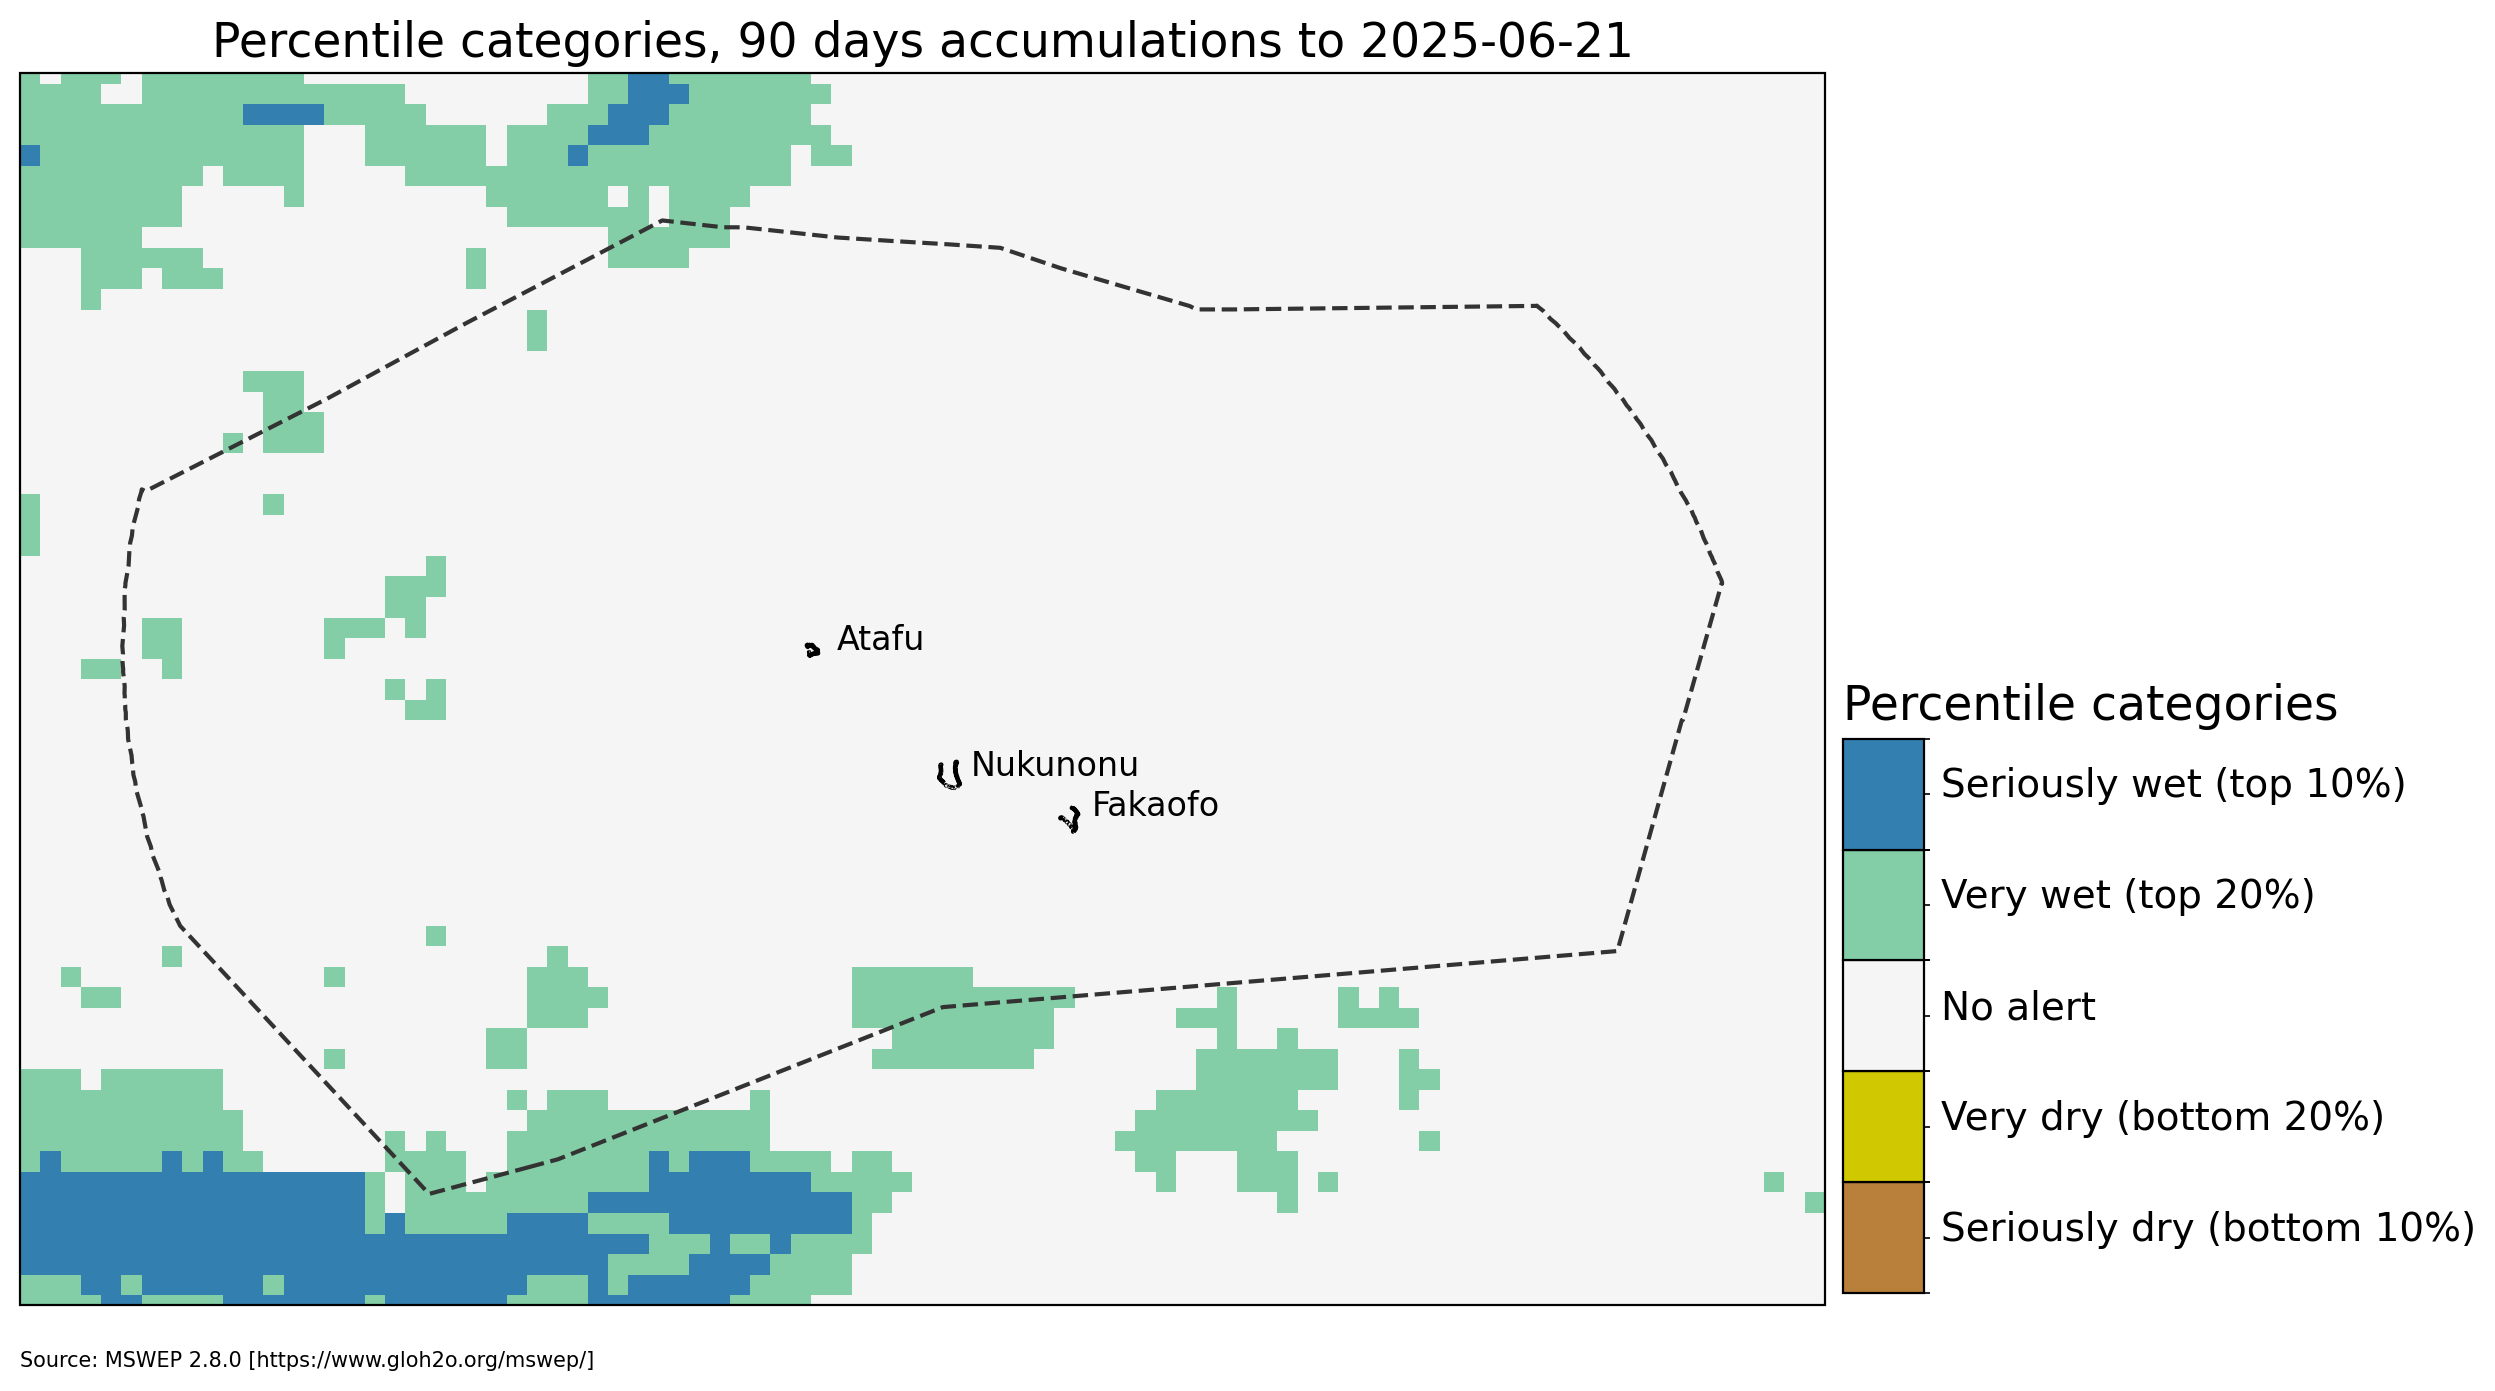 Percentile categories, 90 days accumulations to 2025-06-21
Atafu
Nukunonu
Fakaofo
Percentile categories
Seriously wet (top 10%)
Very wet (top 20%)
No alert
Very dry (bottom 20%)
Seriously dry (bottom 10%)
Source: MSWEP 2.8.0 [https://www.gloh2o.org/mswep/]